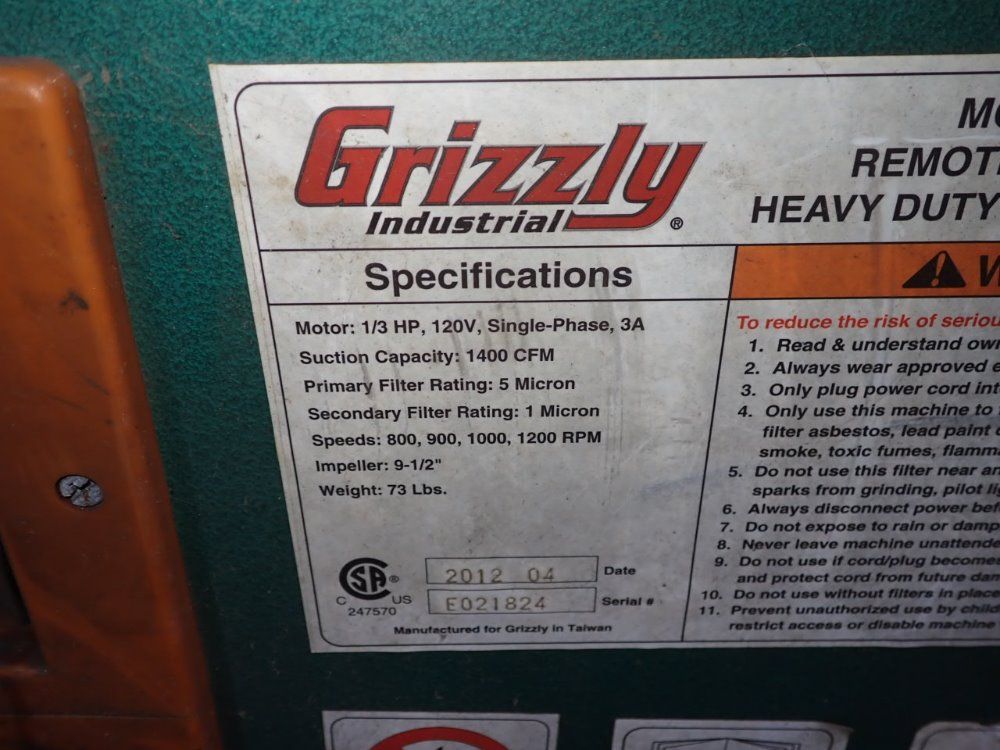 Grizzly
Industrial ®
REMOT
HEAVY DUTY
Specifications
Motor: 1/3 HP, 120V, Single-Phase, 3A
Suction Capacity: 1400 CFM
Primary Filter Rating: 5 Micron
Secondary Filter Rating: 1 Micron
Speeds: 800, 900, 1000, 1200 RPM
Impeller: 9-1/2"
Weight: 73 Lbs.
SA ®
C US
247570
2012 04 Date
E021824 Serial #
Manufactured for Grizzly in Taiwan
To reduce the risk of seriou
1. Read & understand own
2. Always wear approved e
3. Only plug power cord int
4. Only use this machine to
filter asbestos, lead paint
smoke, toxic fumes, flamma
5. Do not use this filter near an
sparks from grinding, pilot li
6. Always disconnect power bef
7. Do not expose to rain or damp
8. Never leave machine unattende
9. Do not use if cord/plug become
and protect cord from future dam
10. Do not use without filters in place
11. Prevent unauthorized use by child
restrict access or disable machine